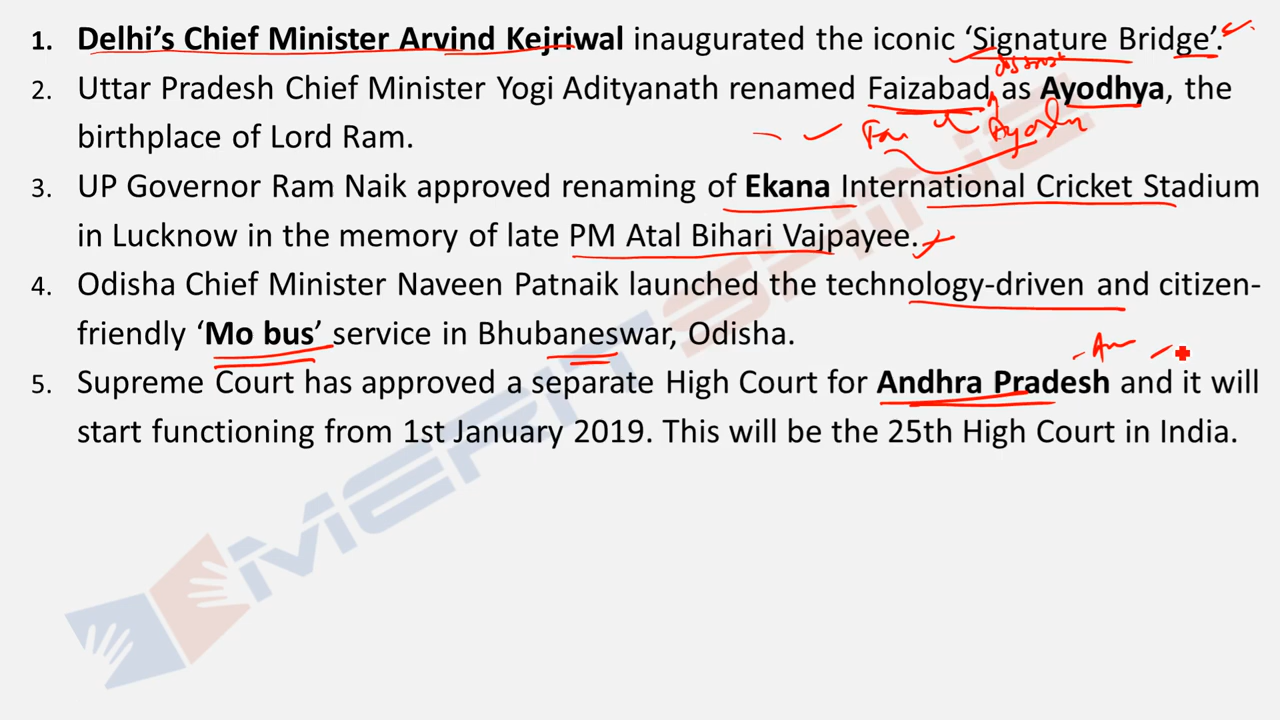 1. Delhi's Chief Minister Arvind Kejriwal inaugurated the iconic 'Signature Bridge'.
district
2. Uttar Pradesh Chief Minister Yogi Adityanath renamed Faizabad as Ayodhya, the
birthplace of Lord Ram.
3. UP Governor Ram Naik approved renaming of Ekana International Cricket Stadium
in Lucknow in the memory of late PM Atal Bihari Vajpayee.
4. Odisha Chief Minister Naveen Patnaik launched the technology-driven and citizen-
friendly 'Mo bus' service in Bhubaneswar, Odisha.
5. Supreme Court has approved a separate High Court for Andhra Pradesh and it will
start functioning from 1st January 2019. This will be the 25th High Court in India.
MERITSHINE